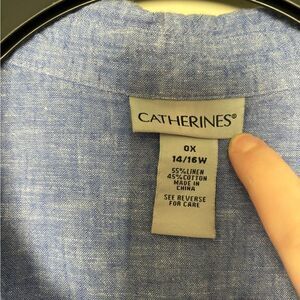 CATHERINES®
0X
14/16W
55%LINEN
45%COTTON
MADE IN
CHINA
SEE REVERSE
FOR CARE